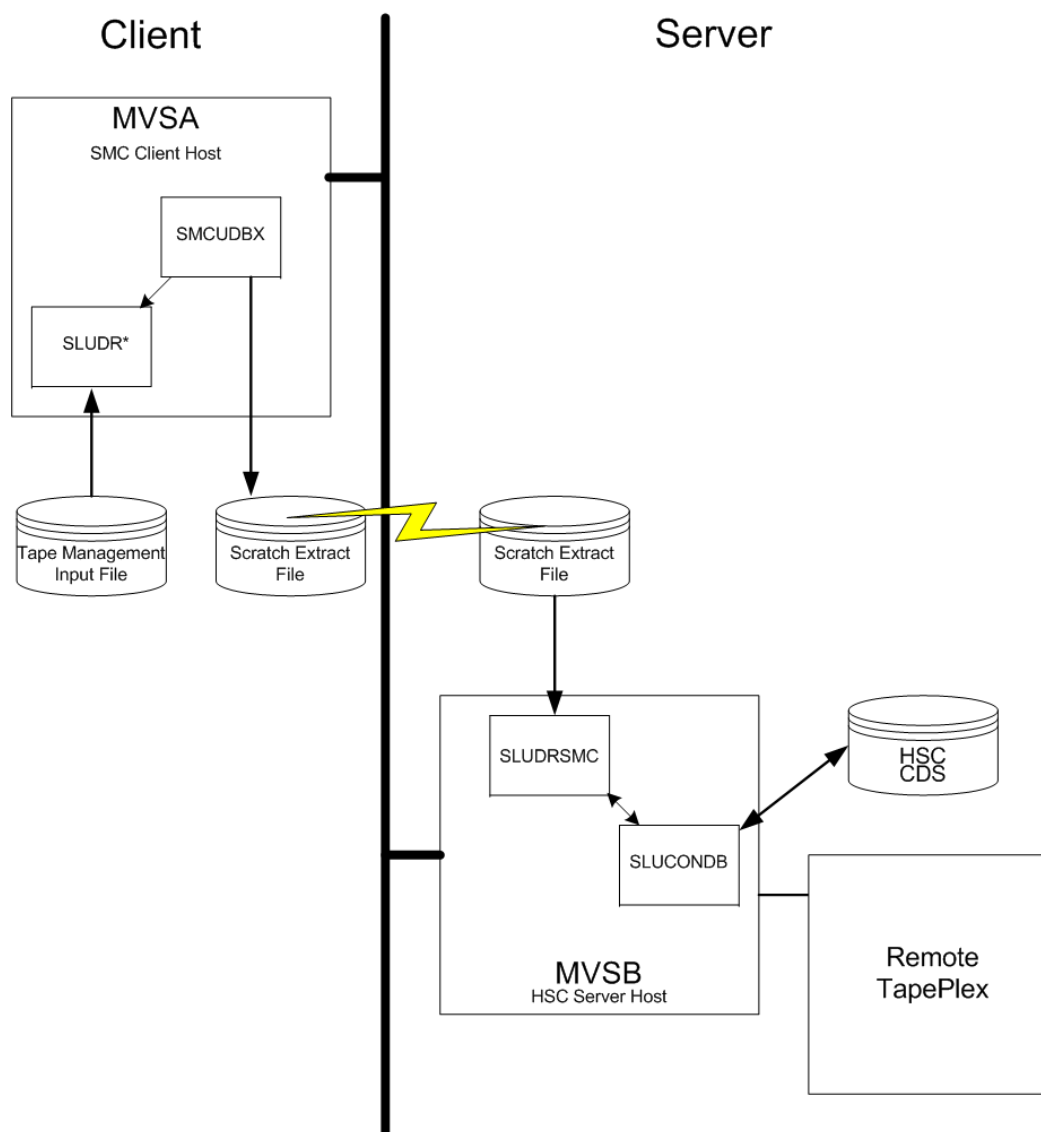 Client
Server
MVSA
SMC Client Host
SMCUDBX
SLUDR*
Tape Management
Input File
Scratch Extract
File
Scratch Extract
File
SLUDRSMC
HSC
CDS
SLUCONDB
MVSB
HSC Server Host
Remote
TapePlex